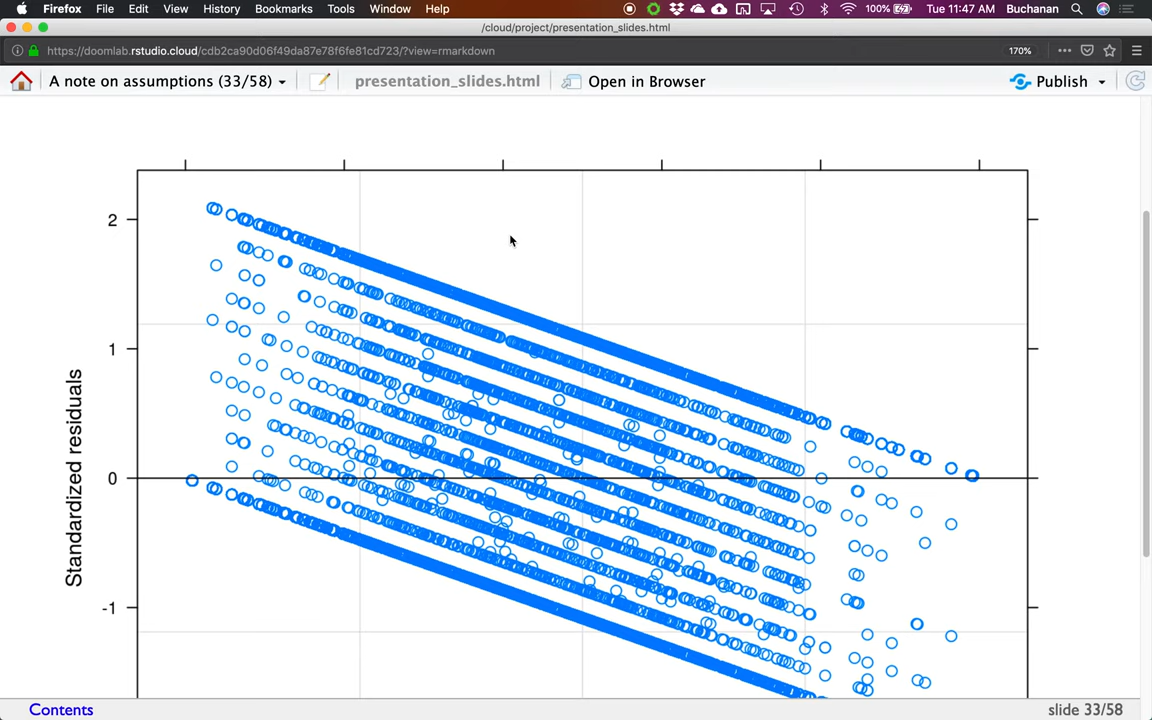 Firefox File Edit View History Bookmarks Tools Window Help 100% Tue 11:47 AM Buchanan
/cloud/project/presentation_slides.html
https://doomlab.rstudio.cloud/cdb2ca90d06f49da87e78f6fe81cd723/?view=rmarkdown 170%
A note on assumptions (33/58) presentation_slides.html Open in Browser Publish
2
1
0
-1
Standardized residuals
Contents slide 33/58